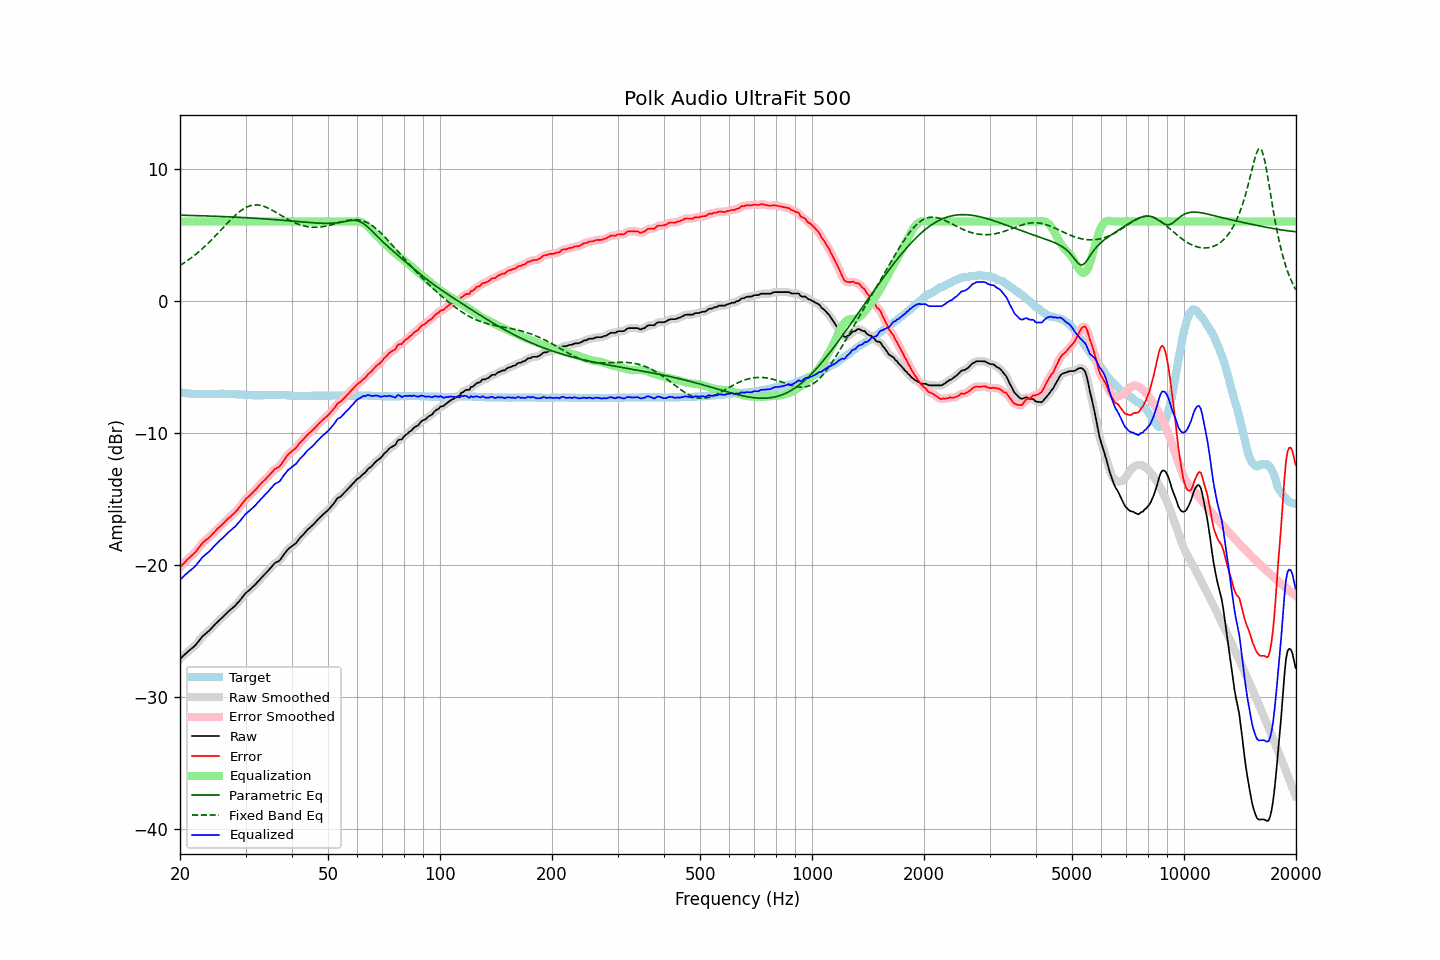 Polk Audio UltraFit 500
Amplitude (dBr)
10
0
−10
−20
−30
−40
Target
Raw Smoothed
Error Smoothed
Raw
Error
Equalization
Parametric Eq
Fixed Band Eq
Equalized
20
50
100
200
500
1000
2000
5000
10000
20000
Frequency (Hz)